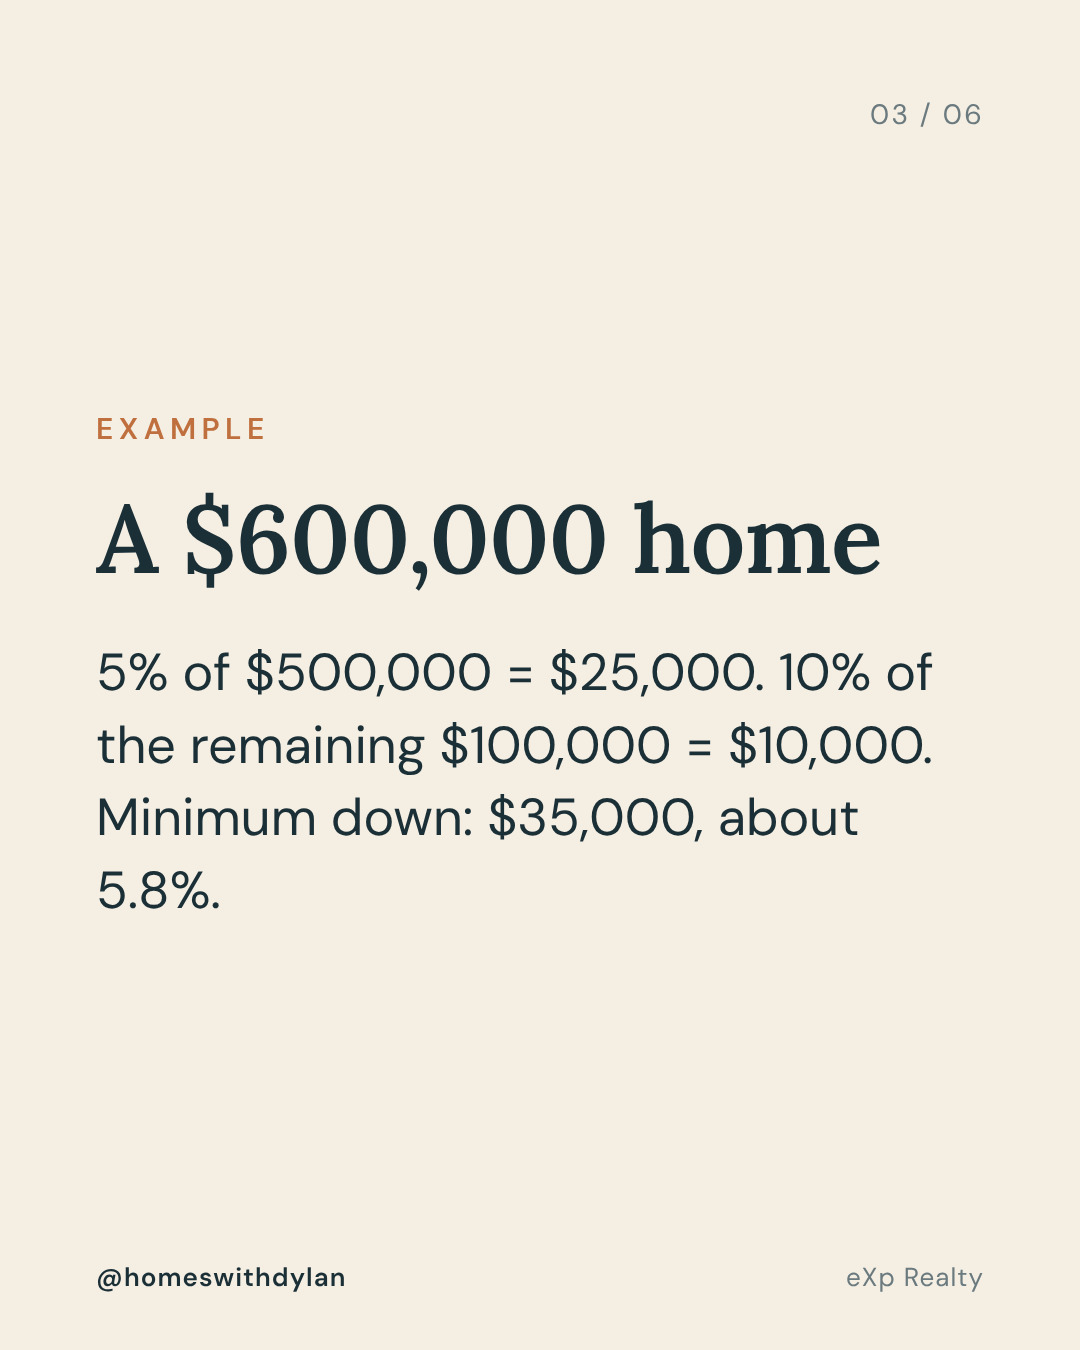 03 / 06
EXAMPLE
A $600,000 home
5% of $500,000 = $25,000. 10% of
the remaining $100,000 = $10,000.
Minimum down: $35,000, about
5.8%.
@homeswithdylan
eXp Realty